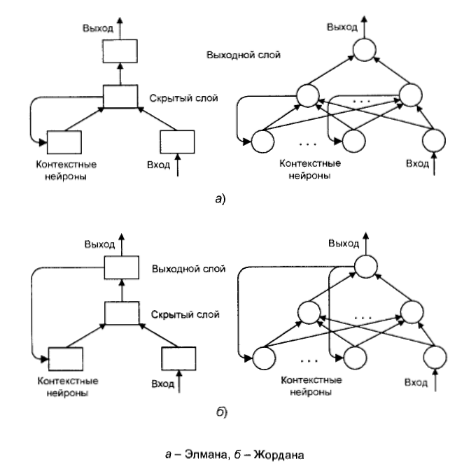 Выход
Выход
Выходной слой
Скрытый слой
. . .
. . .
Контекстные
нейроны
Вход
Контекстные
нейроны
Вход
а)
Выход
Выход
Выходной слой
Скрытый слой
. . .
. . .
Контекстные
нейроны
Вход
Контекстные
нейроны
Вход
б)
а – Элмана, б – Жордана